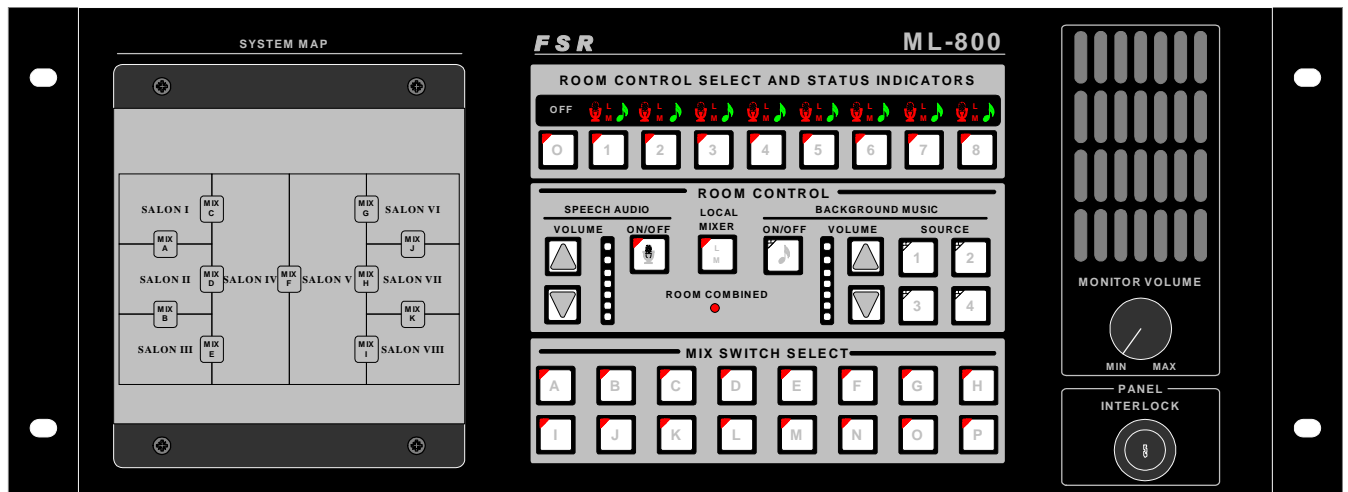 SYSTEM MAP
SALON I
MIX
C
MIX
G
SALON VI
MIX
A
MIX
J
SALON II
MIX
D
SALON IV
MIX
F
SALON V
MIX
H
SALON VII
MIX
B
MIX
K
SALON III
MIX
E
MIX
I
SALON VIII
FSR
ML-800
ROOM CONTROL SELECT AND STATUS INDICATORS
OFF
L M L M L M L M L M L M L M L M
O 1 2 3 4 5 6 7 8
ROOM CONTROL
SPEECH AUDIO
VOLUME
ON/OFF
LOCAL
MIXER
L
M
BACKGROUND MUSIC
ON/OFF
VOLUME
SOURCE
1 2
3 4
ROOM COMBINED
MIX SWITCH SELECT
A B C D E F G H
I J K L M N O P
MONITOR VOLUME
MIN MAX
PANEL
INTERLOCK